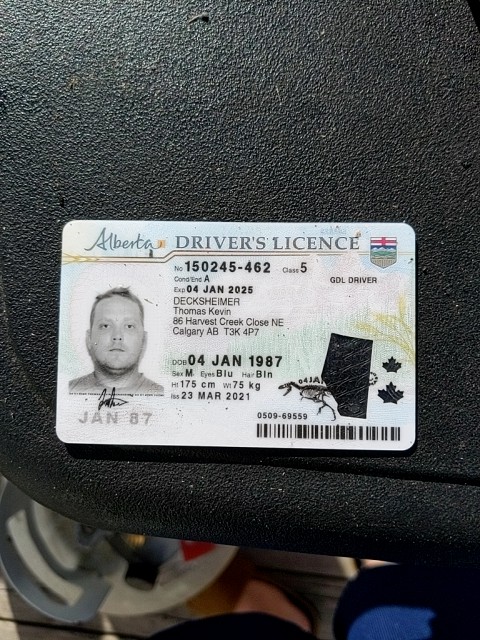 Alberta DRIVER'S LICENCE
No 150245-462 Class 5
Cond/End A
GDL DRIVER
Exp 04 JAN 2025
DECKSHEIMER
Thomas Kevin
86 Harvest Creek Close NE
Calgary AB T3K 4P7
DOB 04 JAN 1987
Sex M Eyes Blu Hair Bln
Ht 175 cm Wt 75 kg
Iss 23 MAR 2021
04JA
JAN 87
0509-69559